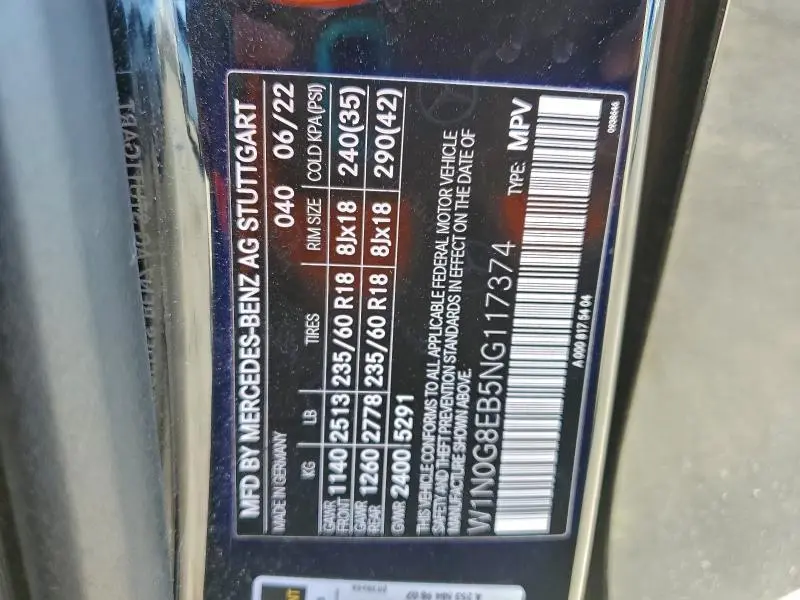 MFD BY MERCEDES-BENZ AG STUTTGART
MADE IN GERMANY 040 06/22
KG LB TIRES RIM SIZE COLD KPA(PSI)
GAWR FRONT 1140 2513 235/60 R18 8Jx18 240(35)
GAWR REAR 1260 2778 235/60 R18 8Jx18 290(42)
GVWR 2400 5291
THIS VEHICLE CONFORMS TO ALL APPLICABLE FEDERAL MOTOR VEHICLE
SAFETY AND THEFT PREVENTION STANDARDS IN EFFECT ON THE DATE OF
MANUFACTURE SHOWN ABOVE.
W1N0G8EB5NG117374 TYPE: MPV
A 000 817 54 04